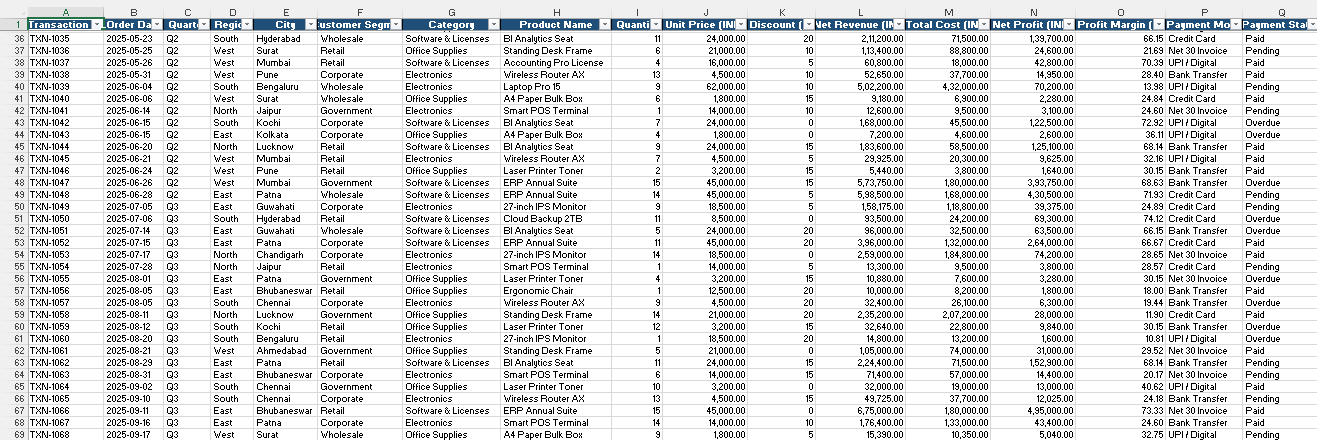 A B C D E F G H I J K L M N O P Q
1 Transaction Order Da Quart Regio City Customer Segm Category Product Name Quanti Unit Price (IN Discount ( Net Revenue (IN Total Cost (IN Net Profit (IN Profit Margin ( Payment Mo Payment Sta
36 TXN-1035 2025-05-23 Q2 South Hyderabad Wholesale Software & Licenses BI Analytics Seat 11 24,000.00 20 2,11,200.00 71,500.00 1,39,700.00 66.15 Credit Card Paid
37 TXN-1036 2025-05-25 Q2 West Surat Retail Office Supplies Standing Desk Frame 6 21,000.00 10 1,13,400.00 88,800.00 24,600.00 21.69 Net 30 Invoice Pending
38 TXN-1037 2025-05-26 Q2 West Mumbai Retail Software & Licenses Accounting Pro License 4 16,000.00 5 60,800.00 18,000.00 42,800.00 70.39 UPI / Digital Paid
39 TXN-1038 2025-05-31 Q2 West Pune Corporate Electronics Wireless Router AX 13 4,500.00 10 52,650.00 37,700.00 14,950.00 28.40 Bank Transfer Paid
40 TXN-1039 2025-06-04 Q2 South Bengaluru Wholesale Electronics Laptop Pro 15 9 62,000.00 10 5,02,200.00 4,32,000.00 70,200.00 13.98 UPI / Digital Pending
41 TXN-1040 2025-06-06 Q2 West Surat Wholesale Office Supplies A4 Paper Bulk Box 6 1,800.00 15 9,180.00 6,900.00 2,280.00 24.84 Credit Card Paid
42 TXN-1041 2025-06-14 Q2 North Jaipur Government Electronics Smart POS Terminal 1 14,000.00 10 12,600.00 9,500.00 3,100.00 24.60 Net 30 Invoice Pending
43 TXN-1042 2025-06-15 Q2 South Kochi Corporate Software & Licenses BI Analytics Seat 7 24,000.00 0 1,68,000.00 45,500.00 1,22,500.00 72.92 UPI / Digital Overdue
44 TXN-1043 2025-06-15 Q2 East Kolkata Corporate Office Supplies A4 Paper Bulk Box 4 1,800.00 0 7,200.00 4,600.00 2,600.00 36.11 UPI / Digital Overdue
45 TXN-1044 2025-06-20 Q2 North Lucknow Retail Software & Licenses BI Analytics Seat 9 24,000.00 15 1,83,600.00 58,500.00 1,25,100.00 68.14 Bank Transfer Paid
46 TXN-1045 2025-06-21 Q2 West Mumbai Retail Electronics Wireless Router AX 7 4,500.00 5 29,925.00 20,300.00 9,625.00 32.16 UPI / Digital Paid
47 TXN-1046 2025-06-24 Q2 West Pune Retail Office Supplies Laser Printer Toner 2 3,200.00 15 5,440.00 3,800.00 1,640.00 30.15 Bank Transfer Paid
48 TXN-1047 2025-06-26 Q2 West Mumbai Government Software & Licenses ERP Annual Suite 15 45,000.00 15 5,73,750.00 1,80,000.00 3,93,750.00 68.63 Bank Transfer Overdue
49 TXN-1048 2025-06-28 Q2 East Patna Wholesale Software & Licenses ERP Annual Suite 14 45,000.00 5 5,98,500.00 1,68,000.00 4,30,500.00 71.93 Credit Card Pending
50 TXN-1049 2025-07-05 Q3 East Guwahati Corporate Electronics 27-inch IPS Monitor 9 18,500.00 5 1,58,175.00 1,18,800.00 39,375.00 24.89 Credit Card Pending
51 TXN-1050 2025-07-06 Q3 South Hyderabad Retail Software & Licenses Cloud Backup 2TB 11 8,500.00 0 93,500.00 24,200.00 69,300.00 74.12 Credit Card Overdue
52 TXN-1051 2025-07-14 Q3 East Guwahati Wholesale Software & Licenses BI Analytics Seat 5 24,000.00 20 96,000.00 32,500.00 63,500.00 66.15 Bank Transfer Overdue
53 TXN-1052 2025-07-15 Q3 East Patna Corporate Software & Licenses ERP Annual Suite 11 45,000.00 20 3,96,000.00 1,32,000.00 2,64,000.00 66.67 Credit Card Paid
54 TXN-1053 2025-07-17 Q3 North Chandigarh Corporate Electronics 27-inch IPS Monitor 14 18,500.00 0 2,59,000.00 1,84,800.00 74,200.00 28.65 Net 30 Invoice Paid
55 TXN-1054 2025-07-28 Q3 North Jaipur Retail Electronics Smart POS Terminal 1 14,000.00 5 13,300.00 9,500.00 3,800.00 28.57 Credit Card Pending
56 TXN-1055 2025-08-01 Q3 East Patna Government Office Supplies Laser Printer Toner 4 3,200.00 15 10,880.00 7,600.00 3,280.00 30.15 Net 30 Invoice Pending
57 TXN-1056 2025-08-05 Q3 East Bhubaneswar Retail Office Supplies Ergonomic Chair 1 12,500.00 20 10,000.00 8,200.00 1,800.00 18.00 Bank Transfer Overdue
58 TXN-1057 2025-08-05 Q3 South Chennai Corporate Electronics Wireless Router AX 9 4,500.00 20 32,400.00 26,100.00 6,300.00 19.44 Bank Transfer Overdue
59 TXN-1058 2025-08-11 Q3 North Lucknow Government Office Supplies Standing Desk Frame 14 21,000.00 20 2,35,200.00 2,07,200.00 28,000.00 11.90 Credit Card Paid
60 TXN-1059 2025-08-12 Q3 South Kochi Retail Office Supplies Laser Printer Toner 12 3,200.00 15 32,640.00 22,800.00 9,840.00 30.15 Bank Transfer Overdue
61 TXN-1060 2025-08-20 Q3 South Bengaluru Retail Electronics 27-inch IPS Monitor 1 18,500.00 20 14,800.00 13,200.00 1,600.00 10.81 UPI / Digital Overdue
62 TXN-1061 2025-08-21 Q3 West Ahmedabad Government Office Supplies Standing Desk Frame 5 21,000.00 0 1,05,000.00 74,000.00 31,000.00 29.52 Net 30 Invoice Pending
63 TXN-1062 2025-08-29 Q3 East Patna Retail Software & Licenses BI Analytics Seat 11 24,000.00 15 2,24,400.00 71,500.00 1,52,900.00 68.14 Bank Transfer Paid
64 TXN-1063 2025-08-31 Q3 East Bhubaneswar Corporate Electronics Smart POS Terminal 6 14,000.00 15 71,400.00 57,000.00 14,400.00 20.17 Net 30 Invoice Pending
65 TXN-1064 2025-09-02 Q3 South Chennai Government Office Supplies Laser Printer Toner 10 3,200.00 0 32,000.00 19,000.00 13,000.00 40.62 UPI / Digital Paid
66 TXN-1065 2025-09-10 Q3 South Chennai Corporate Electronics Wireless Router AX 13 4,500.00 15 49,725.00 37,700.00 12,025.00 24.18 Bank Transfer Pending
67 TXN-1066 2025-09-11 Q3 East Bhubaneswar Retail Software & Licenses ERP Annual Suite 15 45,000.00 0 6,75,000.00 1,80,000.00 4,95,000.00 73.33 Net 30 Invoice Paid
68 TXN-1067 2025-09-16 Q3 East Patna Corporate Electronics Smart POS Terminal 14 14,000.00 10 1,76,400.00 1,33,000.00 43,400.00 24.60 Bank Transfer Pending
69 TXN-1068 2025-09-17 Q3 West Surat Wholesale Office Supplies A4 Paper Bulk Box 9 1,800.00 5 15,390.00 10,350.00 5,040.00 32.75 Bank Transfer Paid